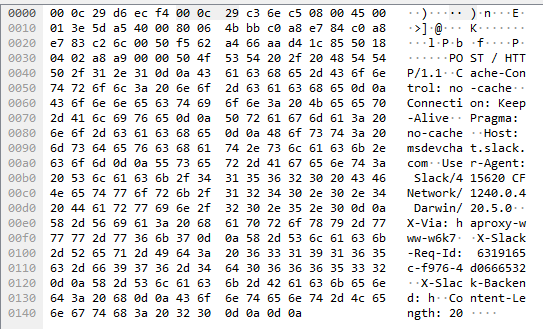 0000 00 0c 29 d6 ec f4 00 0c 29 c3 6e c5 08 00 45 00 ··)····· )·n···E·
0010 01 3e 5d a5 40 00 80 06 4b bb c0 a8 e7 84 c0 a8 ·>]·@··· K·······
0020 e7 83 c2 6c 00 50 f5 62 a4 66 aa d4 1c 85 50 18 ···l·P·b ·f····P·
0030 04 02 a8 a9 00 00 50 4f 53 54 20 2f 20 48 54 54 ······PO ST / HTT
0040 50 2f 31 2e 31 0d 0a 43 61 63 68 65 2d 43 6f 6e P/1.1··C ache-Con
0050 74 72 6f 6c 3a 20 6e 6f 2d 63 61 63 68 65 0d 0a trol: no -cache··
0060 43 6f 6e 6e 65 63 74 69 6f 6e 3a 20 4b 65 65 70 Connecti on: Keep
0070 2d 41 6c 69 76 65 0d 0a 50 72 61 67 6d 61 3a 20 -Alive·· Pragma: 
0080 6e 6f 2d 63 61 63 68 65 0d 0a 48 6f 73 74 3a 20 no-cache ··Host: 
0090 6d 73 64 65 76 63 68 61 74 2e 73 6c 61 63 6b 2e msdevcha t.slack.
00a0 63 6f 6d 0d 0a 55 73 65 72 2d 41 67 65 6e 74 3a com··Use r-Agent:
00b0 20 53 6c 61 63 6b 2f 34 31 35 36 32 30 20 43 46  Slack/4 15620 CF
00c0 4e 65 74 77 6f 72 6b 2f 31 32 34 30 2e 30 2e 34 Network/ 1240.0.4
00d0 20 44 61 72 77 69 6e 2f 32 30 2e 35 2e 30 0d 0a  Darwin/ 20.5.0··
00e0 58 2d 56 69 61 3a 20 68 61 70 72 6f 78 79 2d 77 X-Via: h aproxy-w
00f0 77 77 2d 77 36 6b 37 0d 0a 58 2d 53 6c 61 63 6b ww-w6k7· ·X-Slack
0100 2d 52 65 71 2d 49 64 3a 20 36 33 31 39 31 36 35 -Req-Id:  6319165
0110 63 2d 66 39 37 36 2d 34 64 30 36 36 36 35 33 32 c-f976-4 d0666532
0120 0d 0a 58 2d 53 6c 61 63 6b 2d 42 61 63 6b 65 6e ··X-Slac k-Backen
0130 64 3a 20 68 0d 0a 43 6f 6e 74 65 6e 74 2d 4c 65 d: h··Co ntent-Le
0140 6e 67 74 68 3a 20 32 30 0d 0a 0d 0a ngth: 20 ····